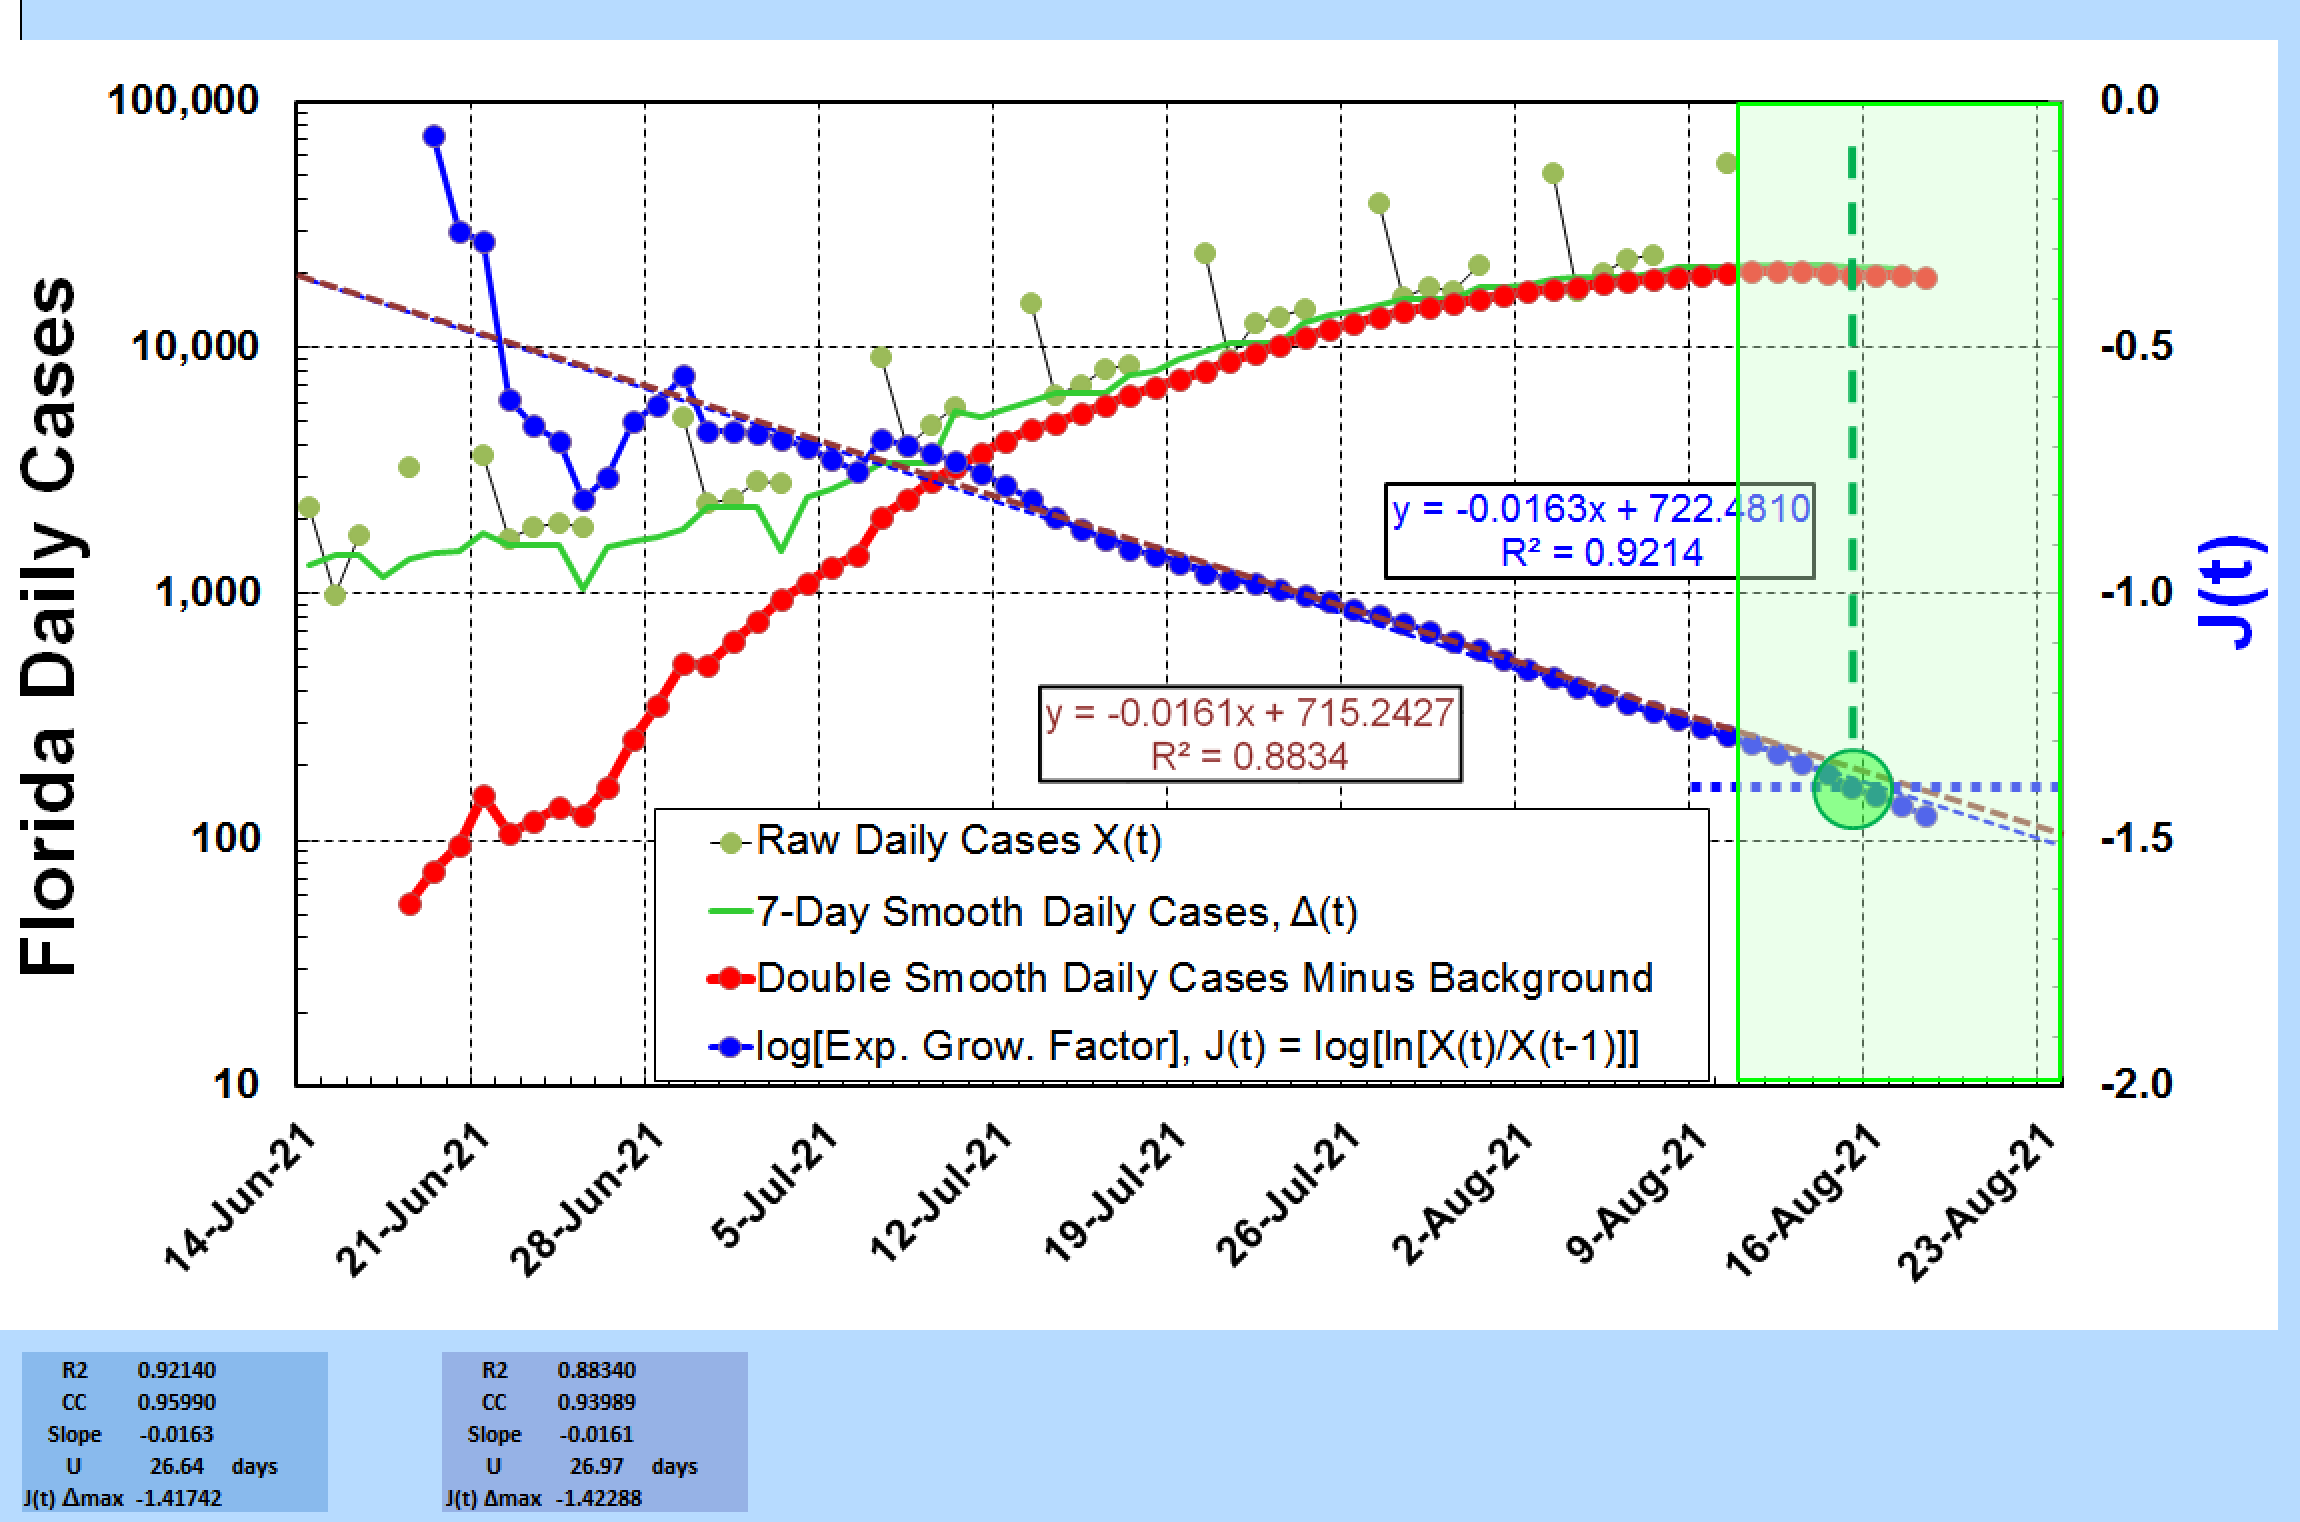 Florida Daily Cases
100,000
10,000
1,000
100
10
0.0
-0.5
-1.0
-1.5
-2.0
J(t)
y = -0.0163x + 722.4810
R² = 0.9214
y = -0.0161x + 715.2427
R² = 0.8834
Raw Daily Cases X(t)
7-Day Smooth Daily Cases, Δ(t)
Double Smooth Daily Cases Minus Background
log[Exp. Grow. Factor], J(t) = log[ln[X(t)/X(t-1)]]
14-Jun-21
21-Jun-21
28-Jun-21
5-Jul-21
12-Jul-21
19-Jul-21
26-Jul-21
2-Aug-21
9-Aug-21
16-Aug-21
23-Aug-21
R2 0.92140
CC 0.95990
Slope -0.0163
U 26.64 days
J(t) Δmax -1.41742
R2 0.88340
CC 0.93989
Slope -0.0161
U 26.97 days
J(t) Δmax -1.42288